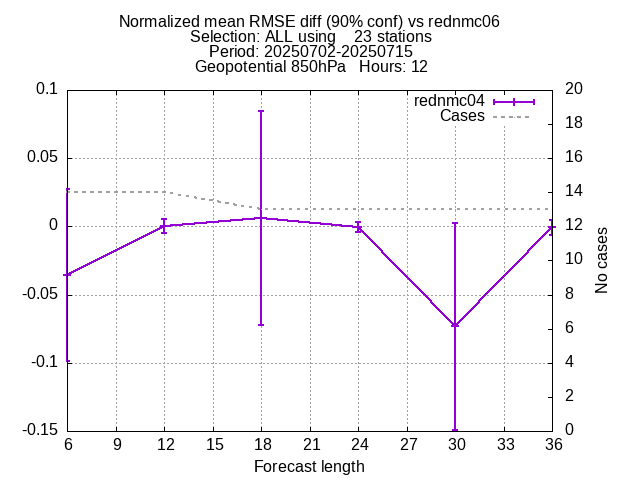 Normalized mean RMSE diff (90% conf) vs rednmc06
Selection: ALL using    23 stations
Period: 20250702-20250715
Geopotential 850hPa   Hours: 12
rednmc04
Cases
0.1
0.05
0
-0.05
-0.1
-0.15
20
18
16
14
12
10
8
6
4
2
0
No cases
6 9 12 15 18 21 24 27 30 33 36
Forecast length